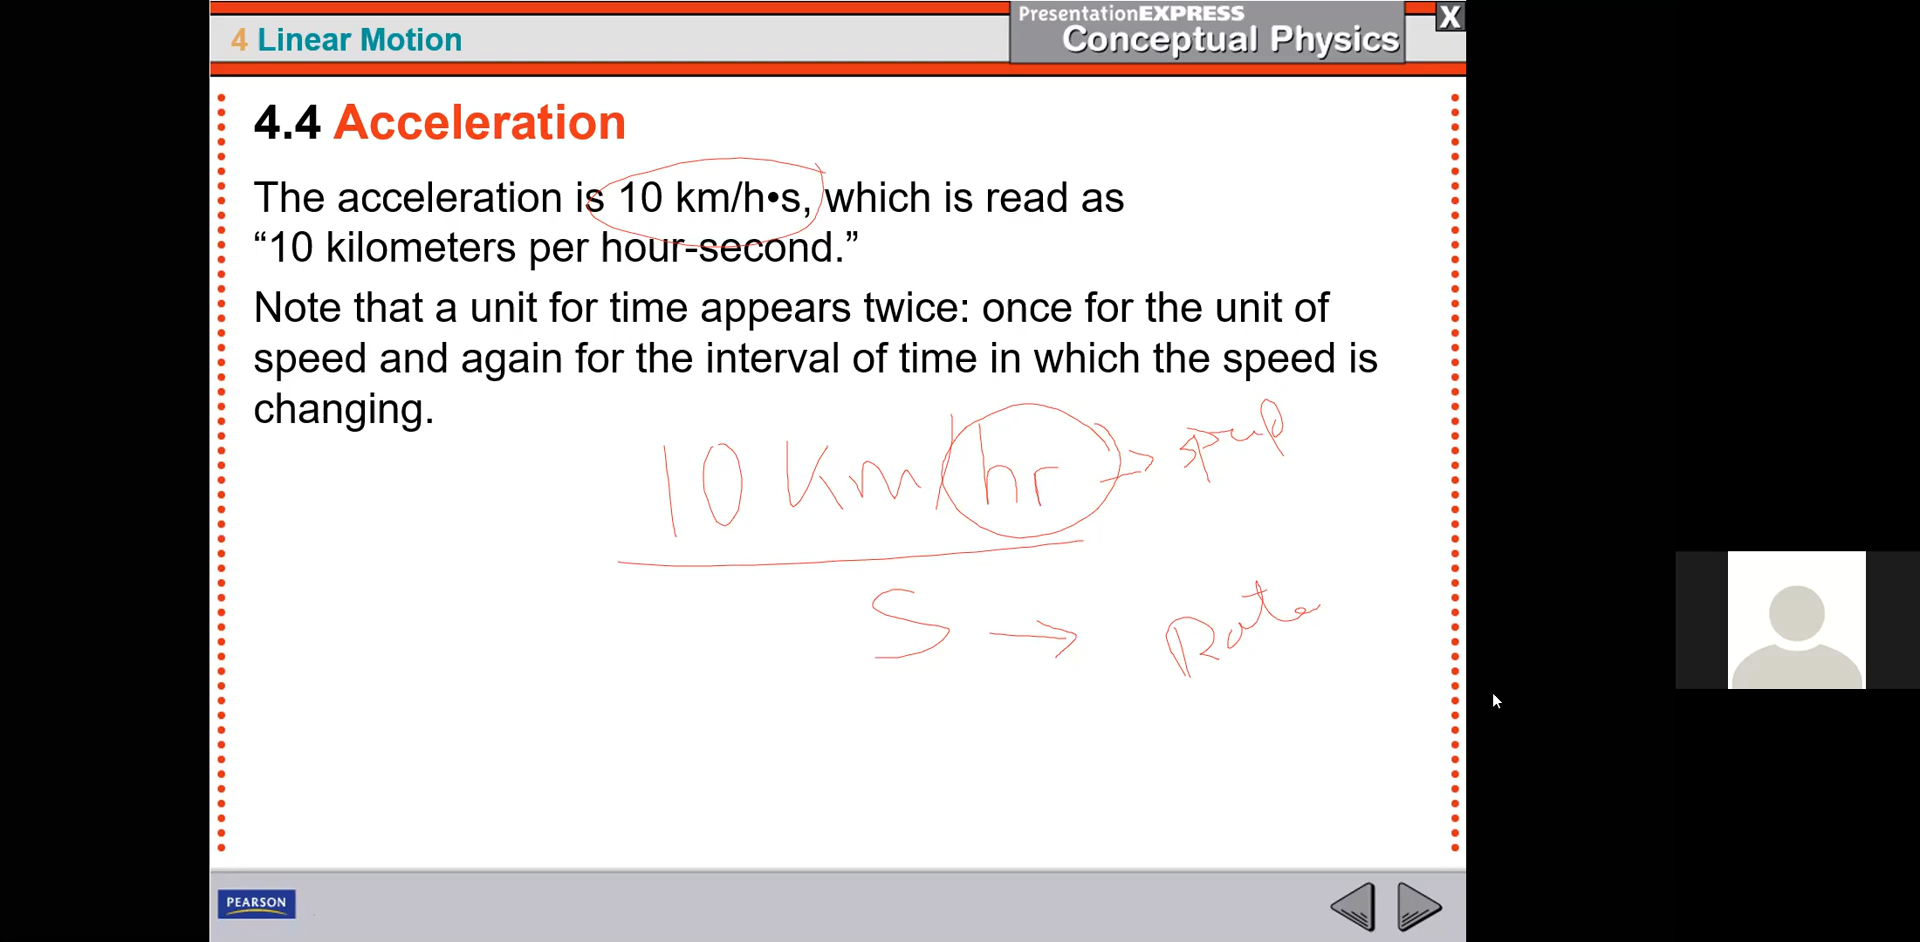 PresentationEXPRESS
X
4 Linear Motion
Conceptual Physics
4.4 Acceleration
The acceleration is 10 km/h•s, which is read as
“10 kilometers per hour-second.”
Note that a unit for time appears twice: once for the unit of
speed and again for the interval of time in which the speed is
changing.
10 km/hr → speed
S → Rate
PEARSON